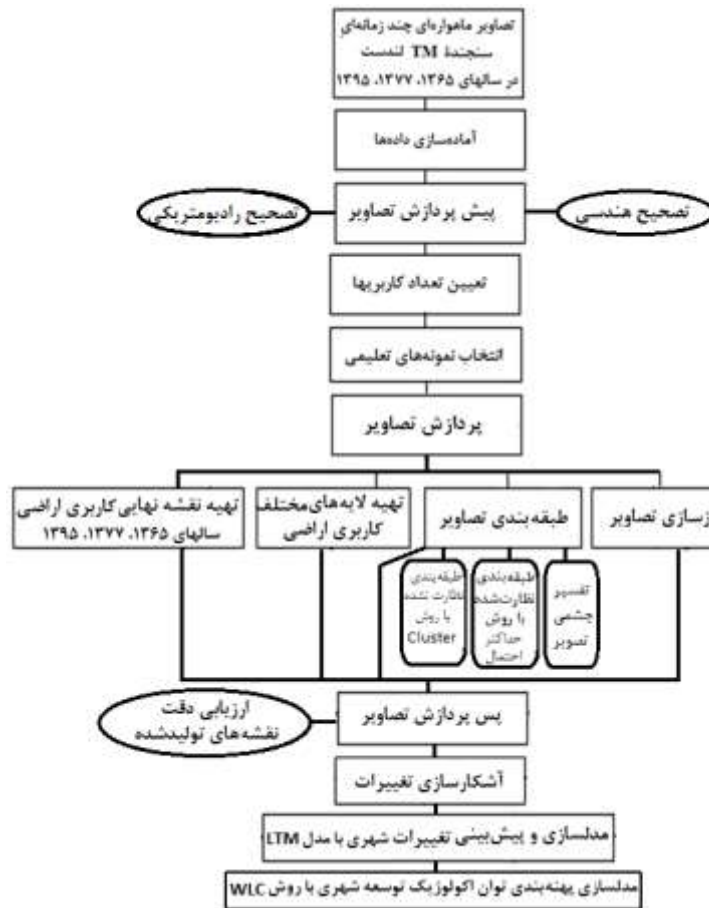 تصاویر ماهواره‌ای چند زمانه‌ای
سنجندهٔ TM لندست
در سالهای ۱۳۶۵، ۱۳۷۷، ۱۳۹۵
آماده‌سازی داده‌ها
تصحیح هندسی
پیش پردازش تصاویر
تصحیح رادیومتریکی
تعیین تعداد کاربریها
انتخاب نمونه‌های تعلیمی
پردازش تصاویر
زسازی تصاویر
طبقه‌بندی تصاویر
تهیه لایه‌های مختلف
کاربری اراضی
تهیه نقشه نهایی کاربری اراضی
سالهای ۱۳۶۵، ۱۳۷۷، ۱۳۹۵
تفسیر
چشمی
تصویر
طبقه‌بندی
نظارت‌شده
با روش
حداکثر
احتمال
طبقه‌بندی
نظارت نشده
با روش
Cluster
پس پردازش تصاویر
ارزیابی دقت
نقشه‌های تولیدشده
آشکارسازی تغییرات
مدلسازی و پیش‌بینی تغییرات شهری با مدل LTM
مدلسازی پهنه‌بندی توان اکولوژیک توسعه شهری با روش WLC